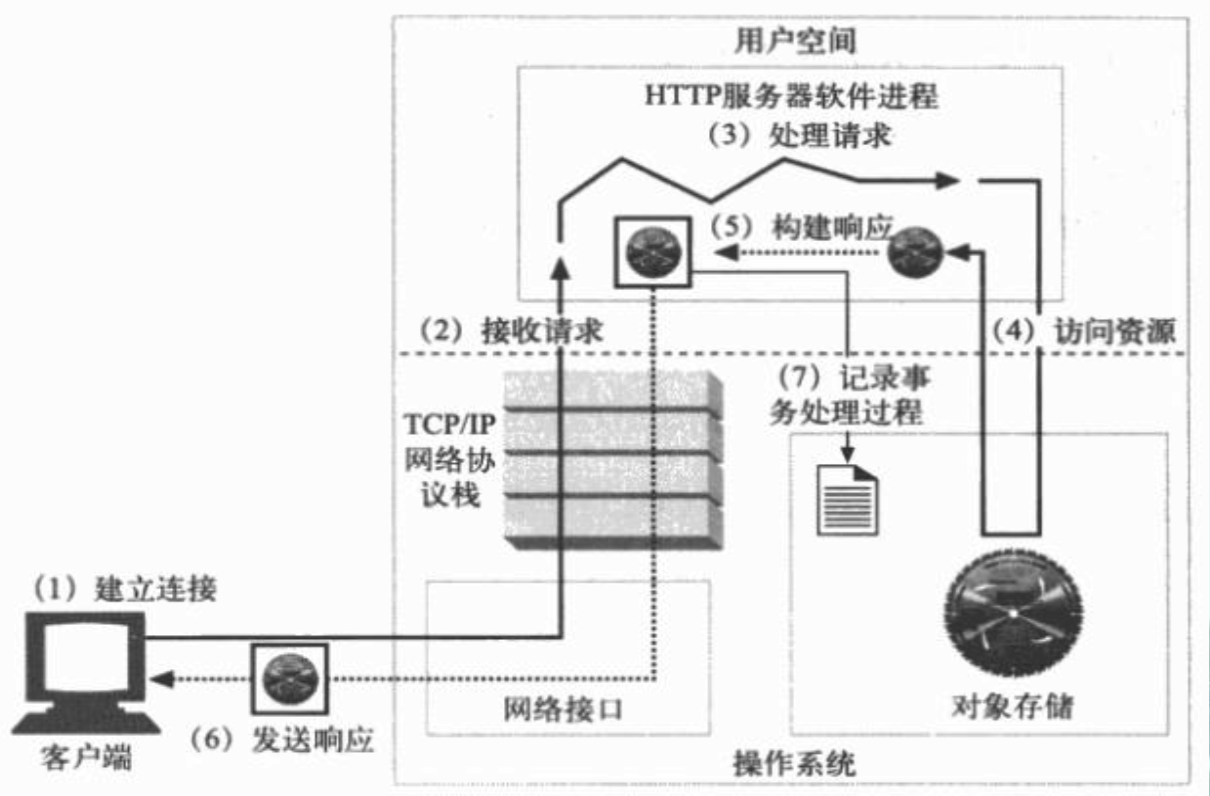 用户空间
HTTP服务器软件进程
（3）处理请求
（5）构建响应
（2）接收请求
（4）访问资源
（7）记录事
务处理过程
TCP/IP
网络协
议栈
（1）建立连接
网络接口
对象存储
（6）发送响应
客户端
操作系统